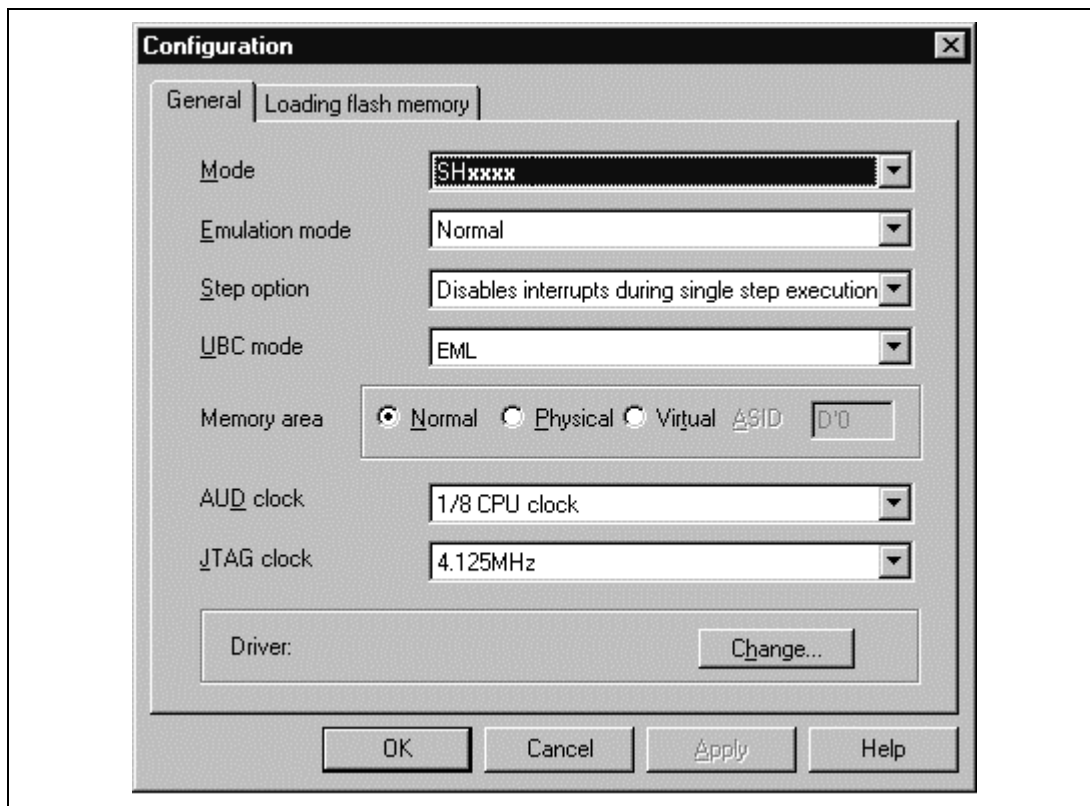 Configuration
General Loading flash memory
Mode SHxxxx
Emulation mode Normal
Step option Disables interrupts during single step execution
UBC mode EML
Memory area Normal Physical Virtual ASID D'0
AUD clock 1/8 CPU clock
JTAG clock 4.125MHz
Driver: Change...
OK Cancel Apply Help